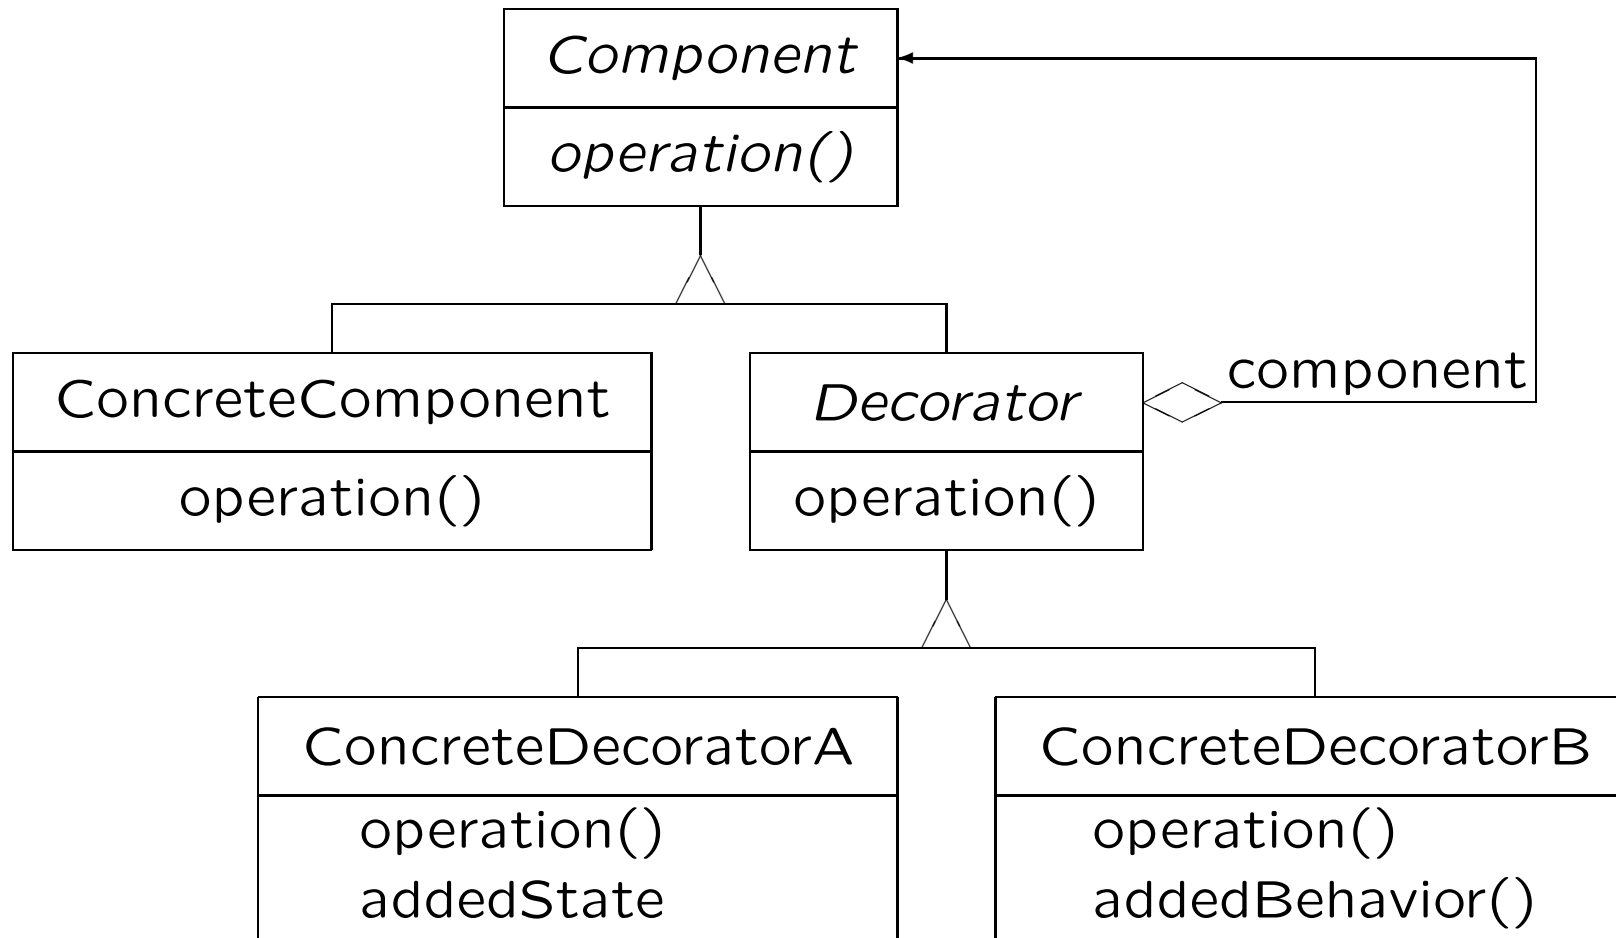 Component
operation()
ConcreteComponent
operation()
Decorator
operation()
component
ConcreteDecoratorA
operation()
addedState
ConcreteDecoratorB
operation()
addedBehavior()